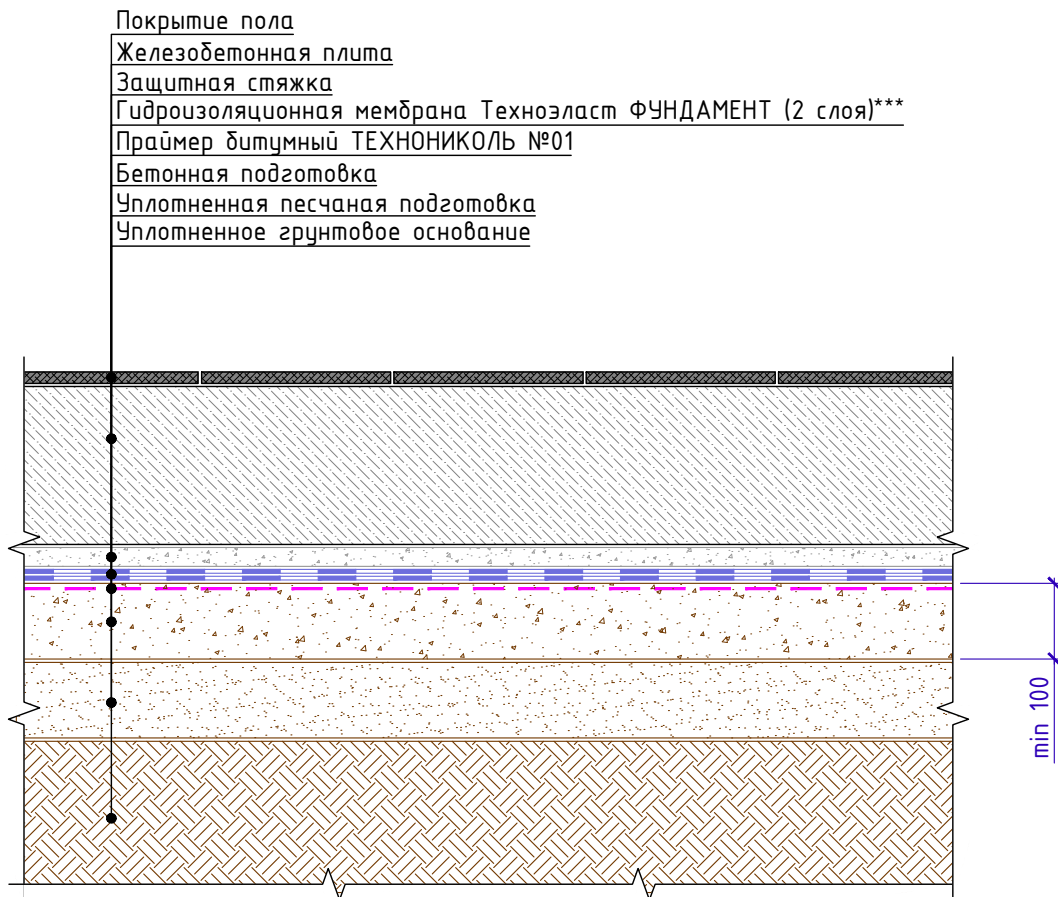 Покрытие пола
Железобетонная плита
Защитная стяжка
Гидроизоляционная мембрана Техноэласт ФУНДАМЕНТ (2 слоя)***
Праймер битумный ТЕХНОНИКОЛЬ №01
Бетонная подготовка
Уплотненная песчаная подготовка
Уплотненное грунтовое основание
min 100